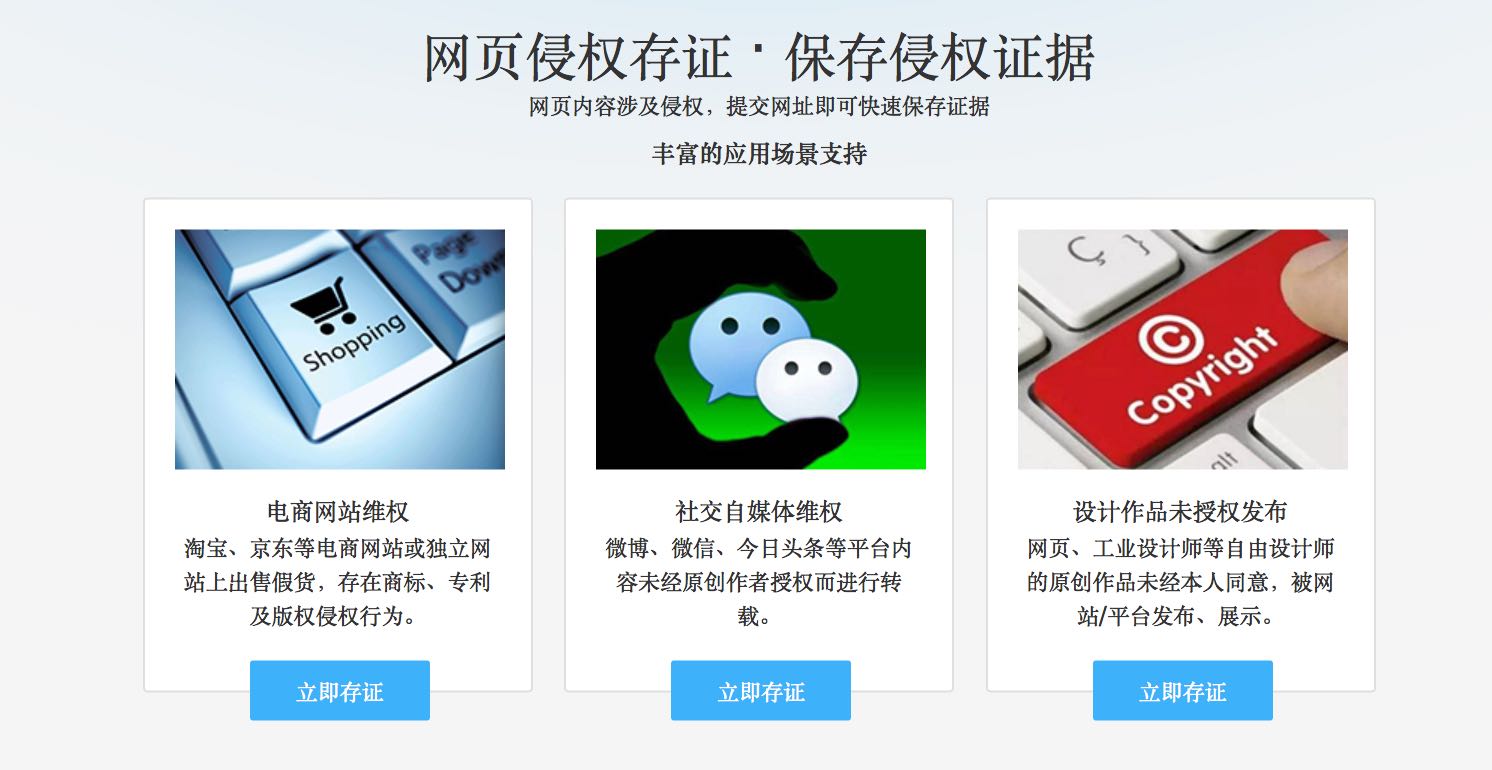 网页侵权存证·保存侵权证据
网页内容涉及侵权，提交网址即可快速保存证据
丰富的应用场景支持
Page
Down
Shopping
Ç }
© Copyright
alt
电商网站维权
淘宝、京东等电商网站或独立网
站上出售假货，存在商标、专利
及版权侵权行为。
立即存证
社交自媒体维权
微博、微信、今日头条等平台内
容未经原创作者授权而进行转
载。
立即存证
设计作品未授权发布
网页、工业设计师等自由设计师
的原创作品未经本人同意，被网
站/平台发布、展示。
立即存证